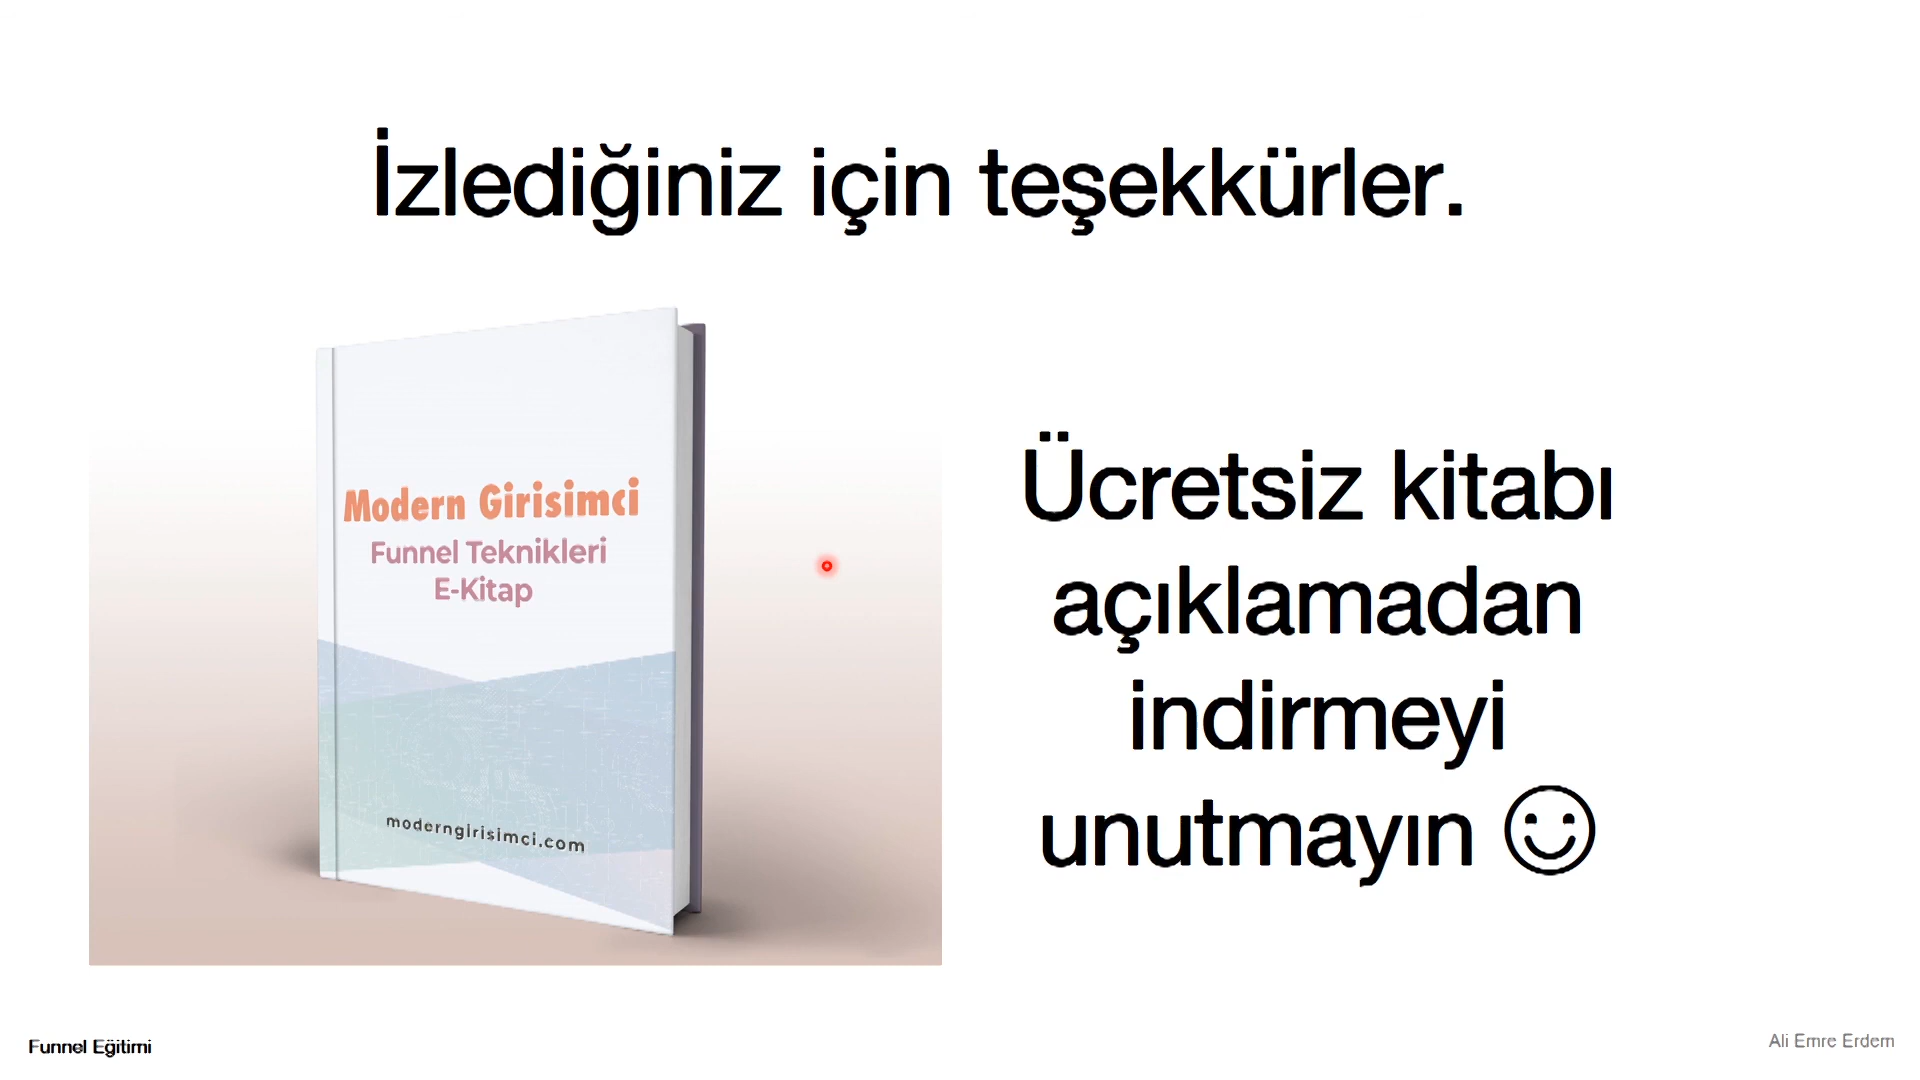 İzlediğiniz için teşekkürler.
Modern Girisimci
Funnel Teknikleri
E-Kitap
moderngirisimci.com
Ücretsiz kitabı
açıklamadan
indirmeyi
unutmayın ☺
Funnel Eğitimi
Ali Emre Erdem